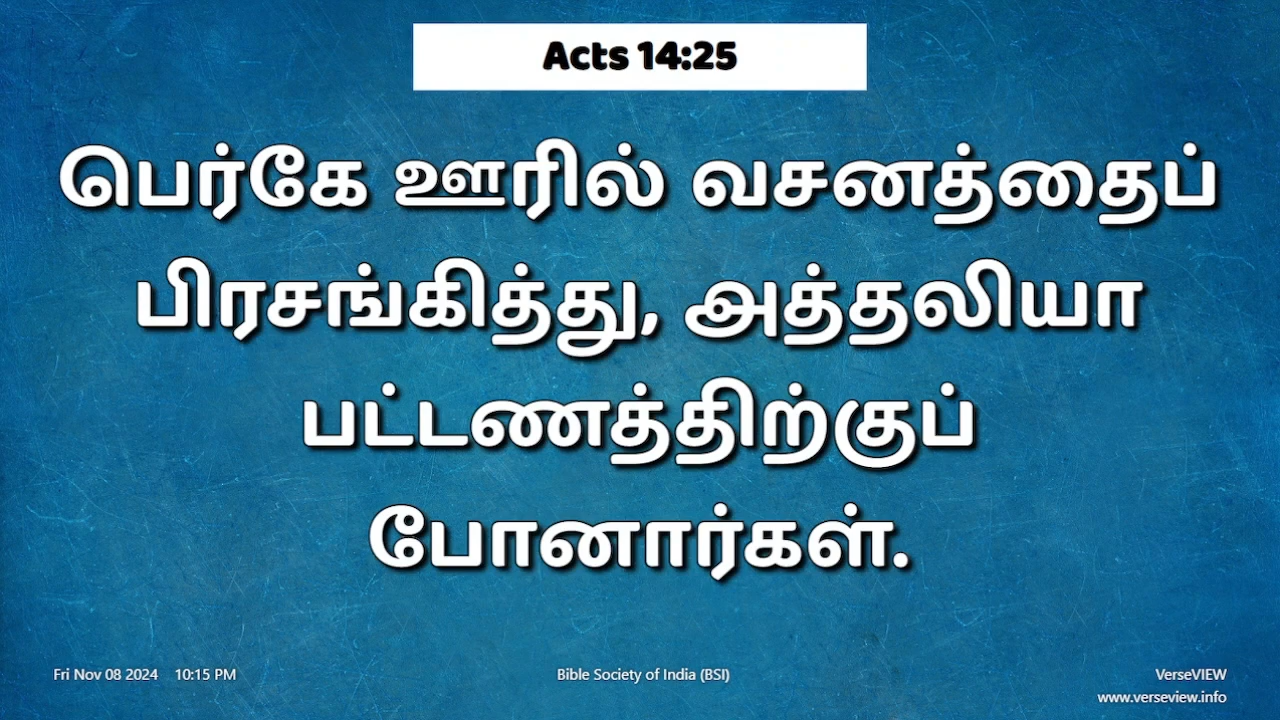 Acts 14:25
பெர்கே ஊரில் வசனத்தைப்
பிரசங்கித்து, அத்தலியா
பட்டணத்திற்குப்
போனார்கள்.
Fri Nov 08 2024 10:15 PM
Bible Society of India (BSI)
VerseVIEW
www.verseview.info